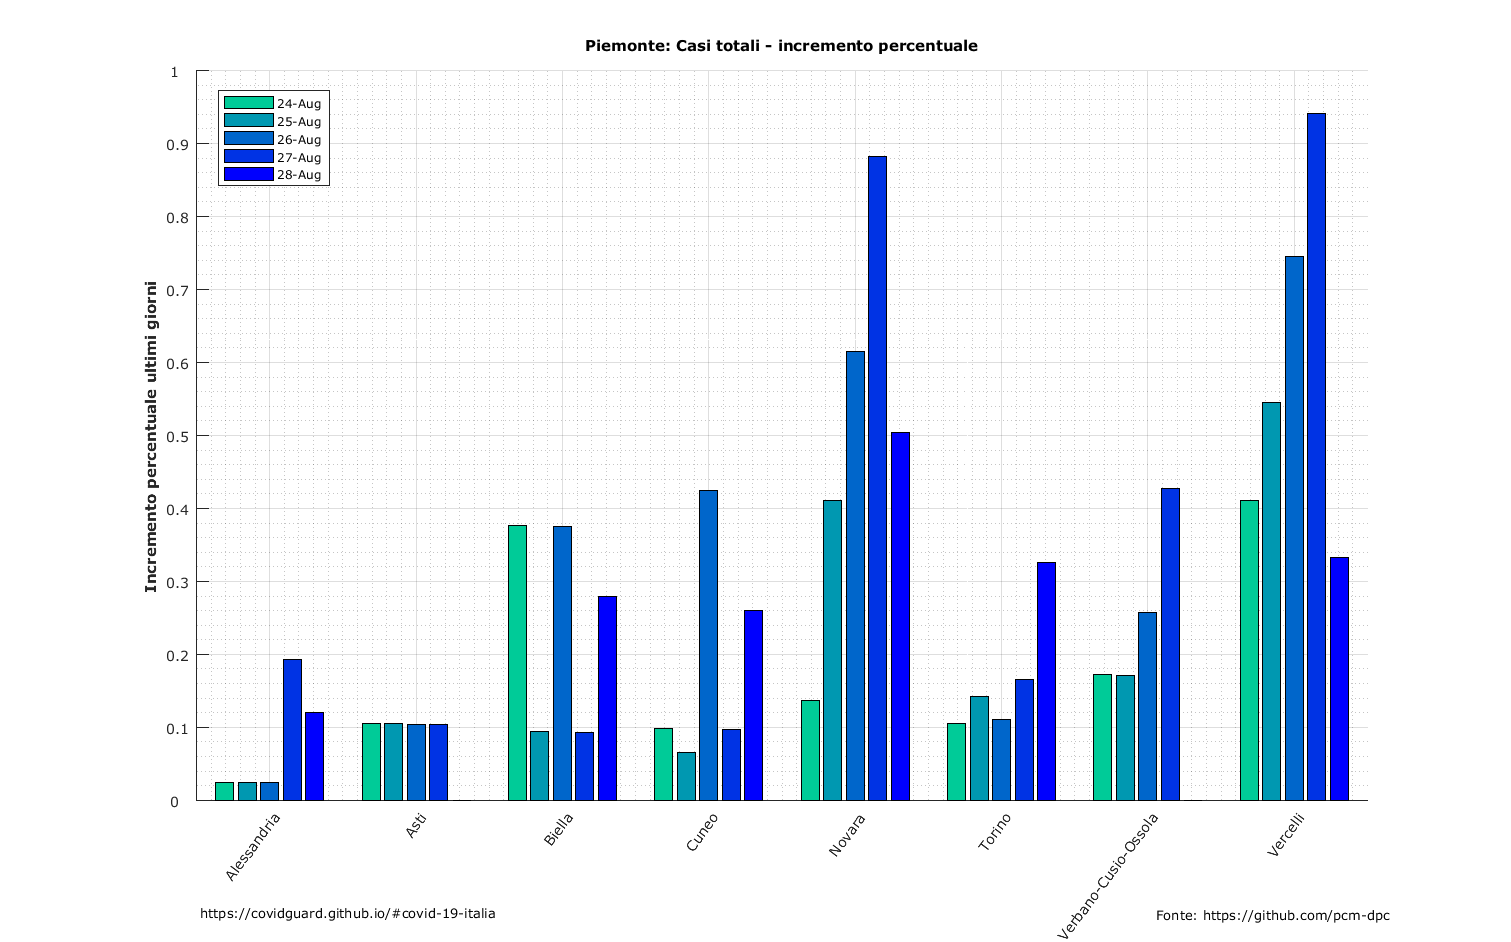 Piemonte: Casi totali - incremento percentuale
1
0.9
0.8
0.7
0.6
0.5
0.4
0.3
0.2
0.1
0
Incremento percentuale ultimi giorni
24-Aug
25-Aug
26-Aug
27-Aug
28-Aug
Alessandria
Asti
Biella
Cuneo
Novara
Torino
Verbano-Cusio-Ossola
Vercelli
https://covidguard.github.io/#covid-19-italia
Fonte: https://github.com/pcm-dpc